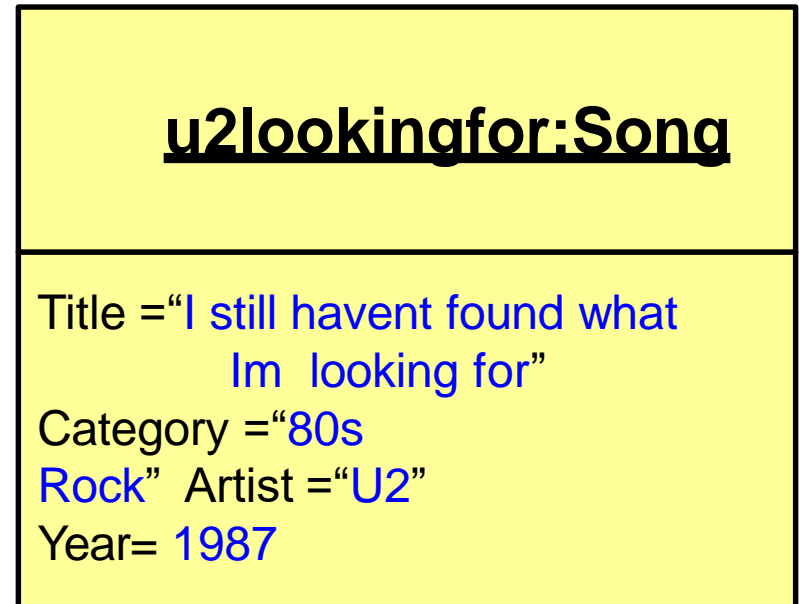 u2lookingfor:Song
Title =“I still havent found what
Im looking for”
Category =“80s
Rock” Artist =“U2”
Year= 1987